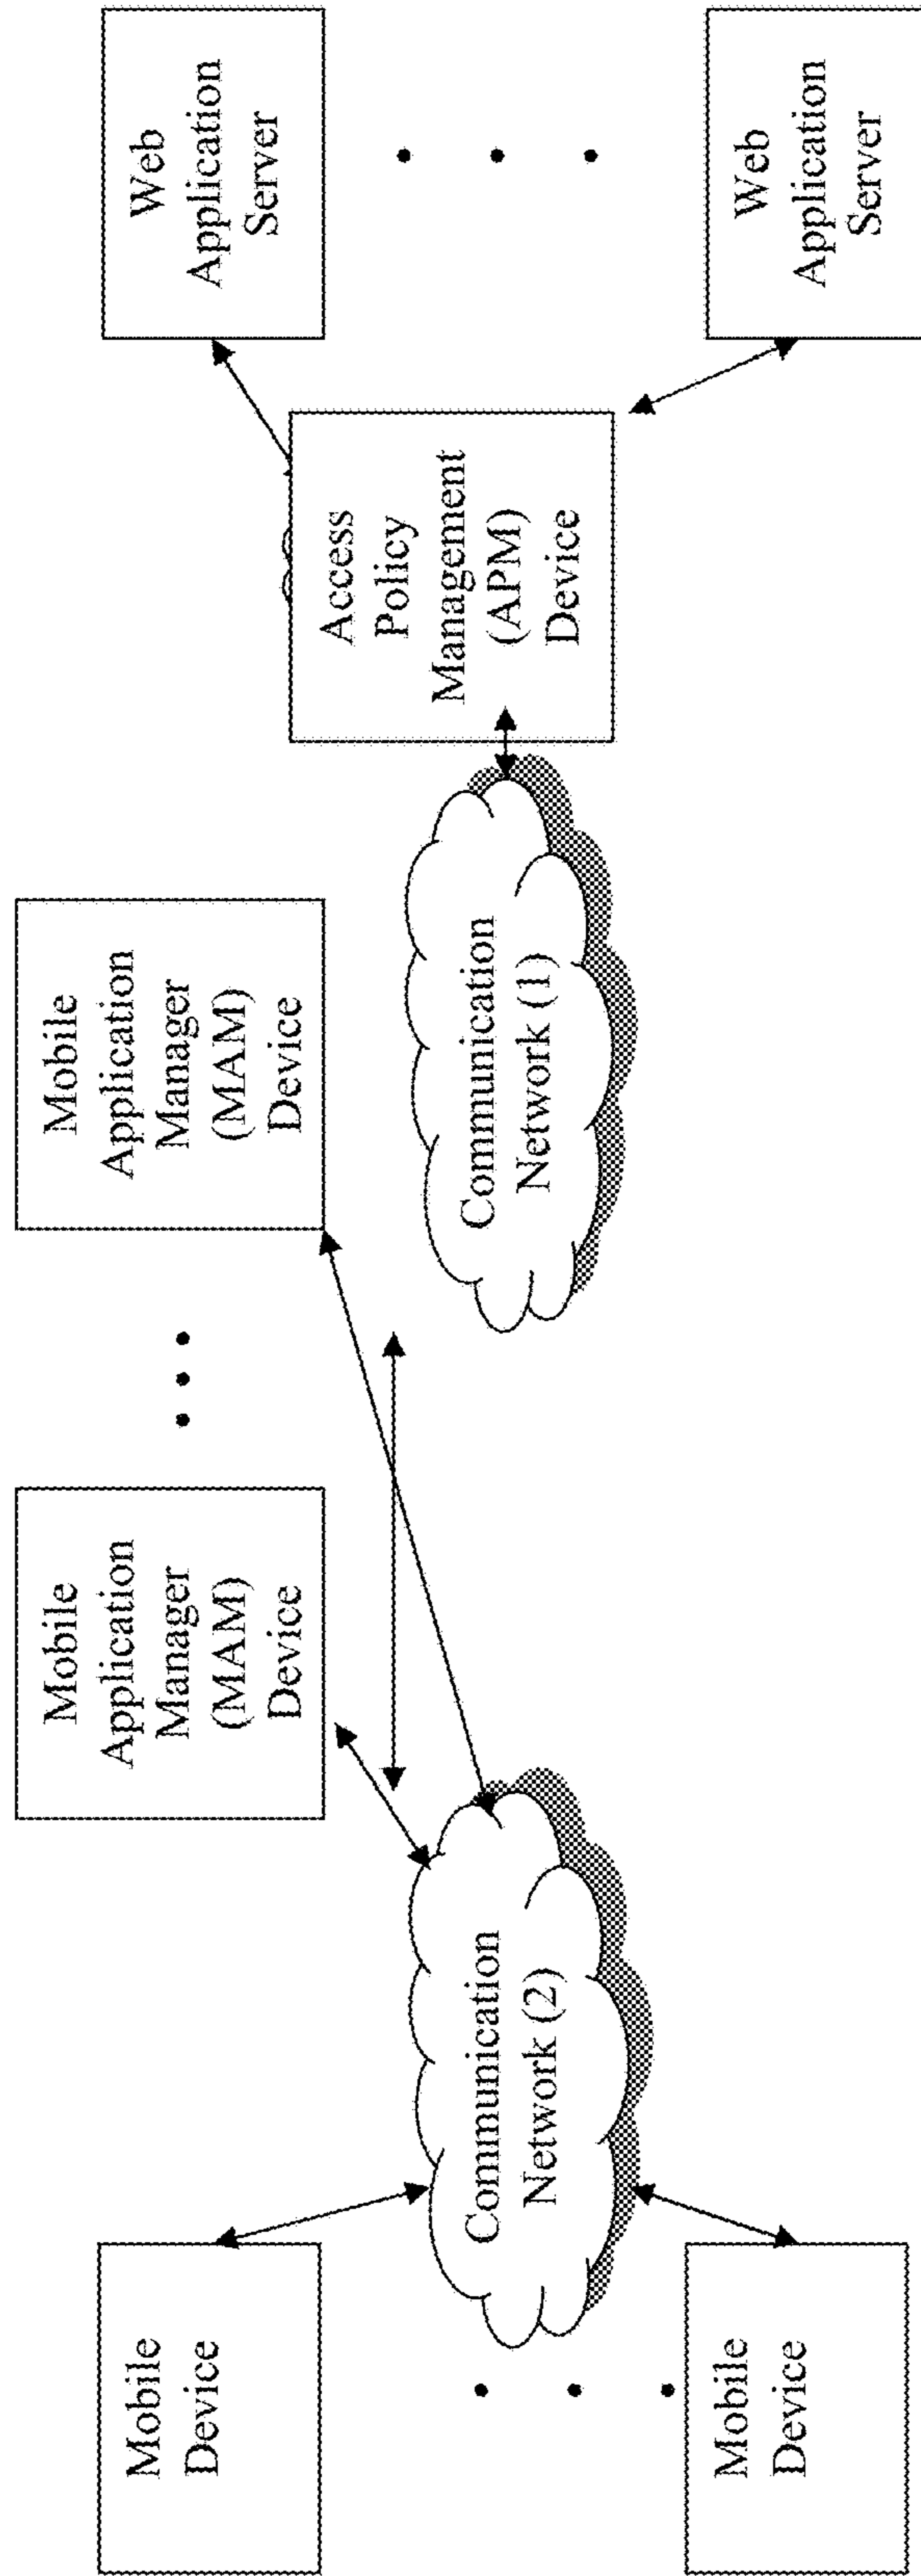 Mobile
Device
Mobile
Device
Communication
Network (2)
Mobile
Application
Manager
(MAM)
Device
Mobile
Application
Manager
(MAM)
Device
Communication
Network (1)
Access
Policy
Management
(APM)
Device
Web
Application
Server
Web
Application
Server